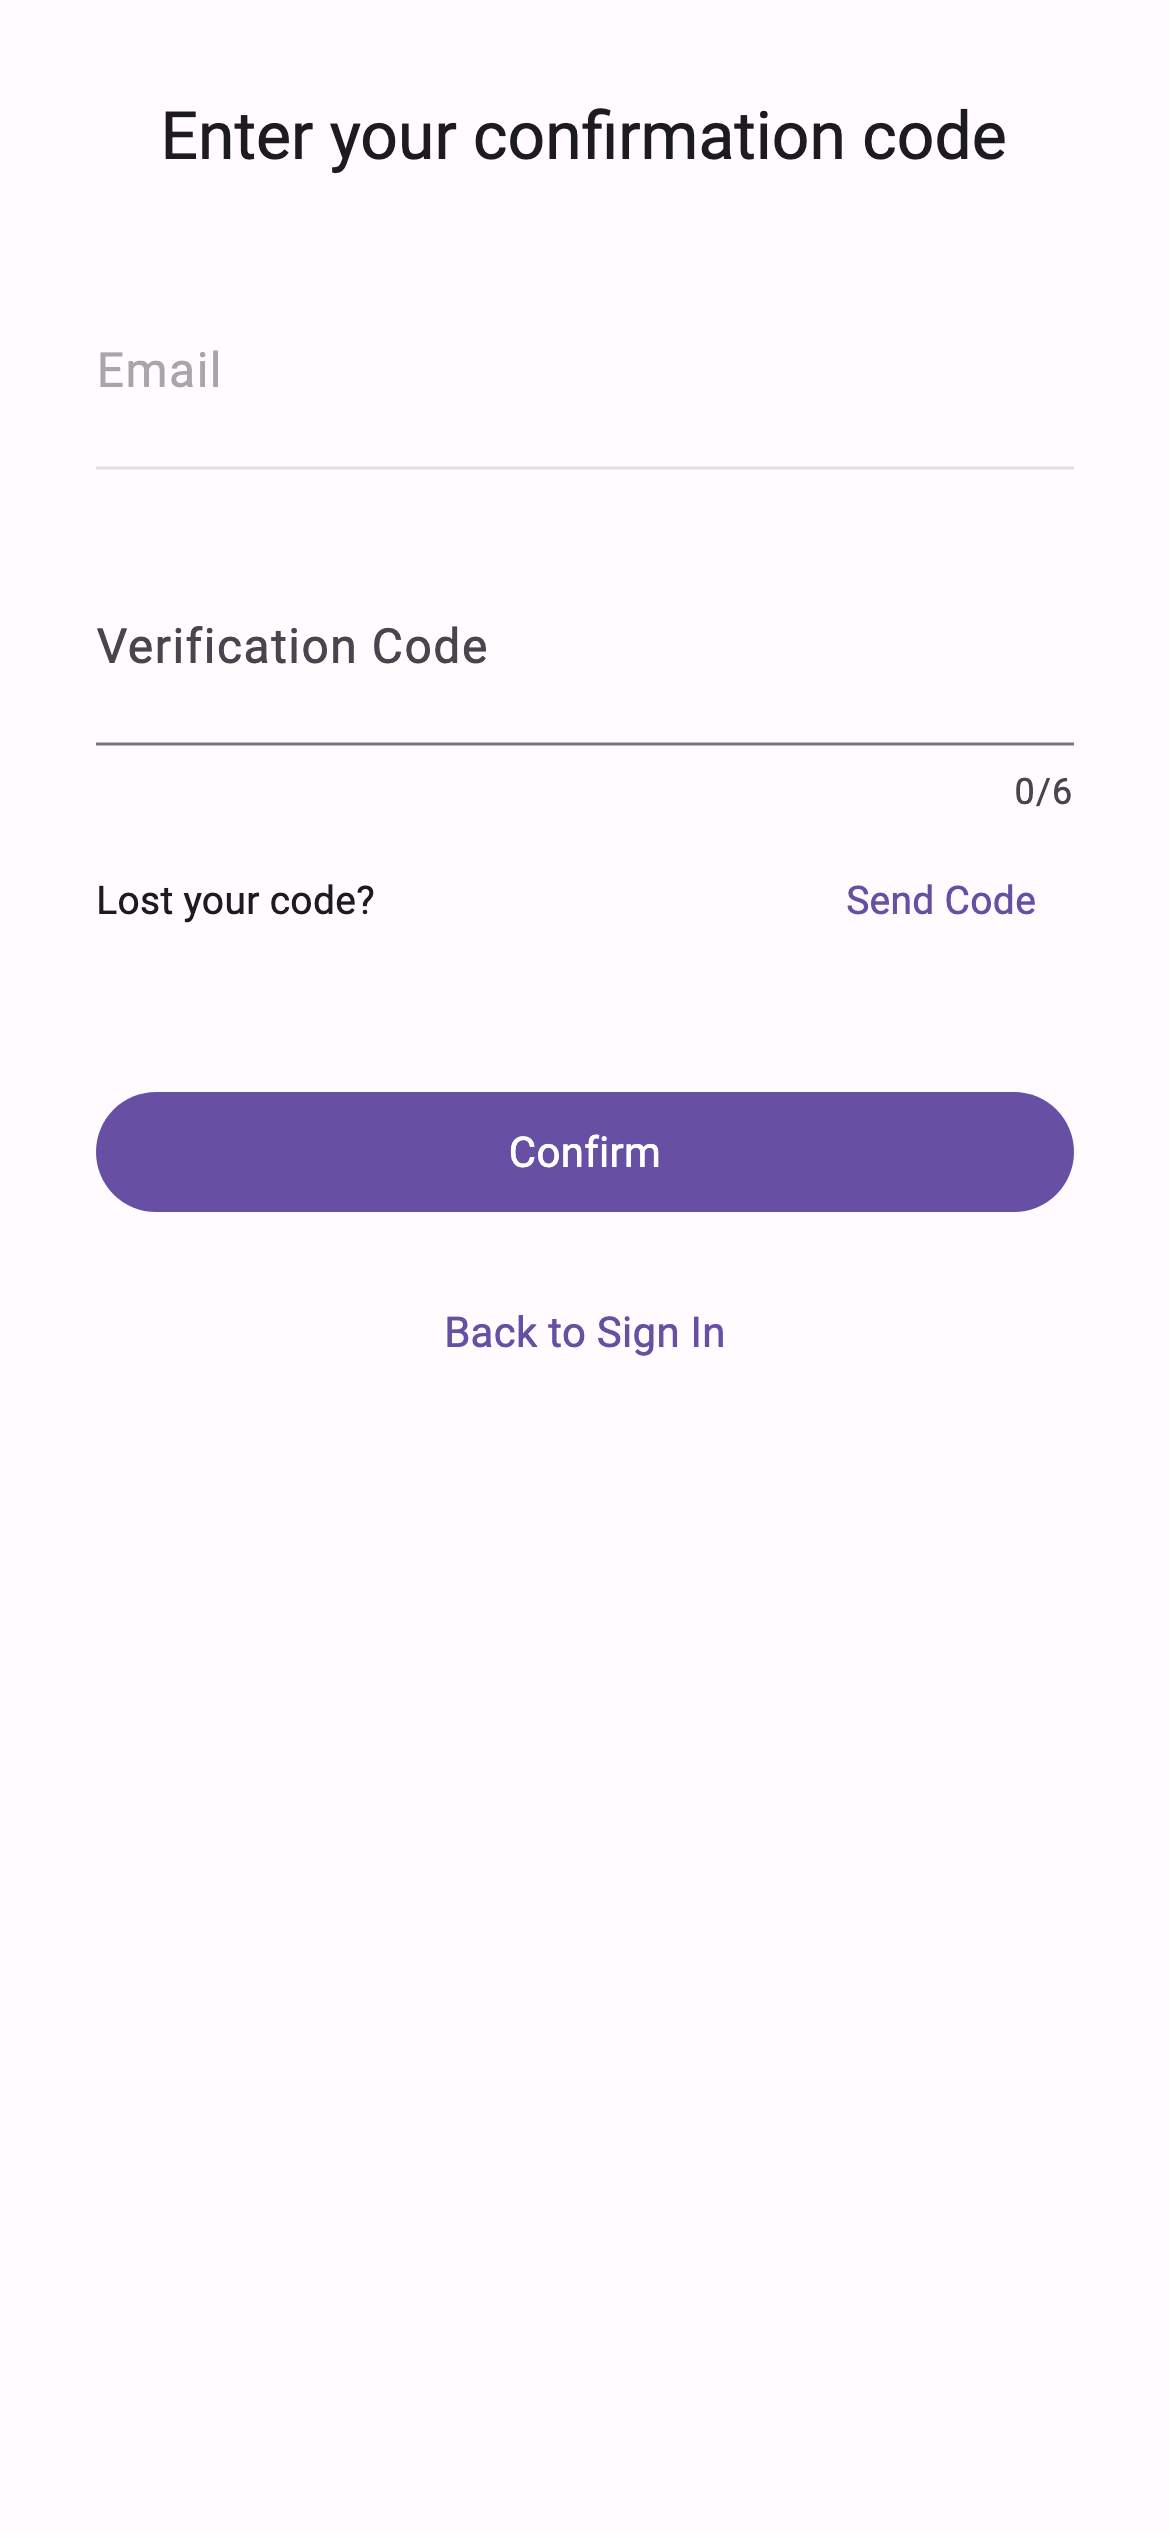 Enter your confirmation code
Email
Verification Code
0/6
Lost your code? Send Code
Confirm
Back to Sign In